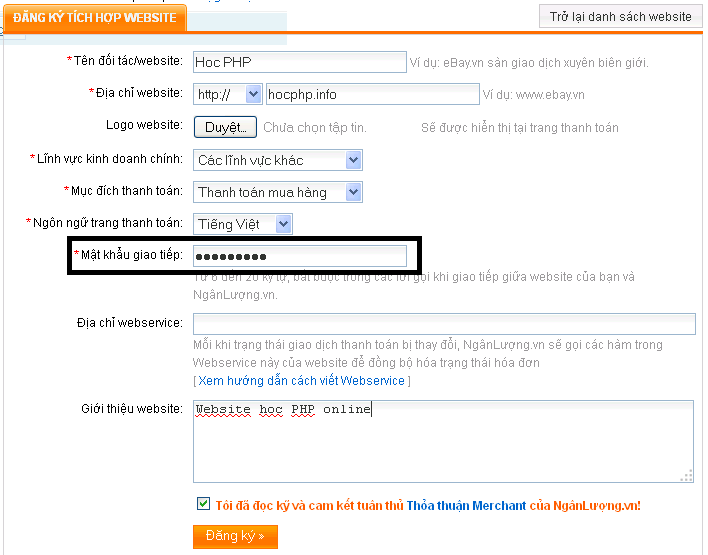 ĐĂNG KÝ TÍCH HỢP WEBSITE
Trở lại danh sách website
*Tên đối tác/website: Hoc PHP Ví dụ: eBay.vn sàn giao dịch xuyên biên giới.
*Địa chỉ website: http:// hocphp.info Ví dụ: www.ebay.vn
Logo website: Duyệt... Chưa chọn tập tin. Sẽ được hiển thị tại trang thanh toán
*Lĩnh vực kinh doanh chính: Các lĩnh vực khác
*Mục đích thanh toán: Thanh toán mua hàng
*Ngôn ngữ trang thanh toán: Tiếng Việt
*Mật khẩu giao tiếp: ●●●●●●●●●
Từ 6 đến 20 ký tự, bắt buộc trong các lời gọi khi giao tiếp giữa website của bạn và
NgânLượng.vn.
Địa chỉ webservice:
Mỗi khi trạng thái giao dịch thanh toán bị thay đổi, NgânLượng.vn sẽ gọi các hàm trong
Webservice này của website để đồng bộ hóa trạng thái hóa đơn
[ Xem hướng dẫn cách viết Webservice ]
Giới thiệu website: Website hoc PHP online
Tôi đã đọc kỹ và cam kết tuân thủ Thỏa thuận Merchant của NgânLượng.vn!
Đăng ký »